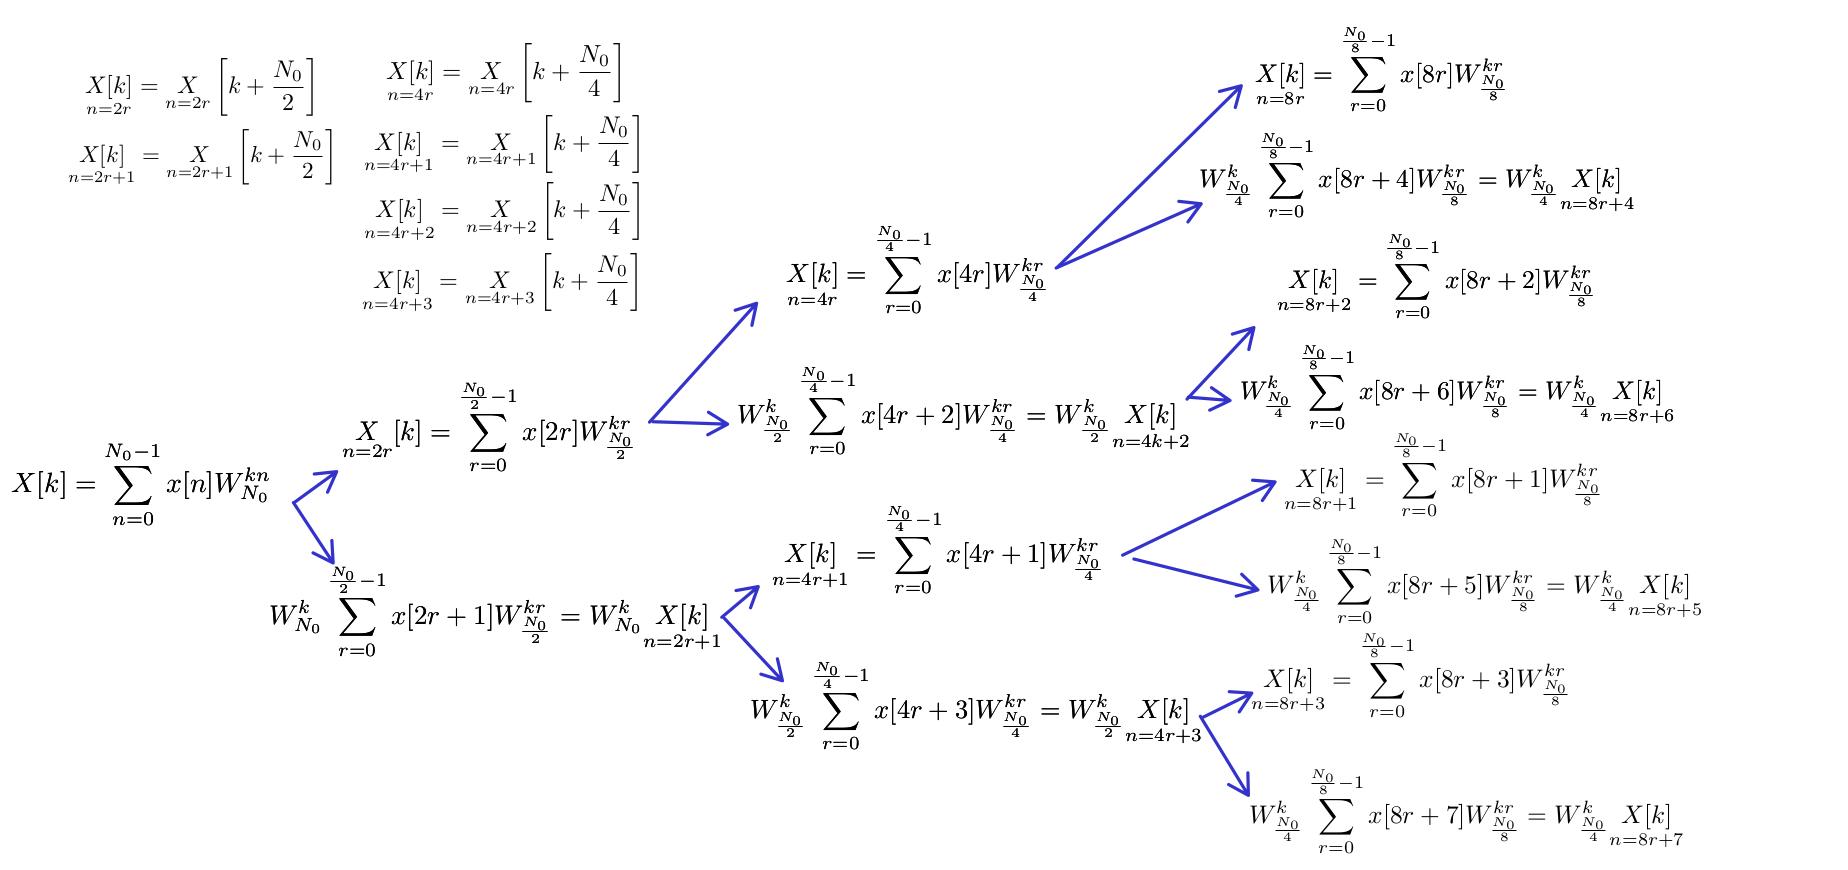 $\underset{n=2r}{X[k]} = \underset{n=2r}{X}\left[k + \frac{N_0}{2}\right]$
$\underset{n=2r+1}{X[k]} = \underset{n=2r+1}{X}\left[k + \frac{N_0}{2}\right]$
$\underset{n=4r}{X[k]} = \underset{n=4r}{X}\left[k + \frac{N_0}{4}\right]$
$\underset{n=4r+1}{X[k]} = \underset{n=4r+1}{X}\left[k + \frac{N_0}{4}\right]$
$\underset{n=4r+2}{X[k]} = \underset{n=4r+2}{X}\left[k + \frac{N_0}{4}\right]$
$\underset{n=4r+3}{X[k]} = \underset{n=4r+3}{X}\left[k + \frac{N_0}{4}\right]$
$X[k] = \sum_{n=0}^{N_0-1} x[n]W_{N_0}^{kn}$
$\underset{n=2r}{X}[k] = \sum_{r=0}^{\frac{N_0}{2}-1} x[2r]W_{\frac{N_0}{2}}^{kr}$
$W_{N_0}^{k} \sum_{r=0}^{\frac{N_0}{2}-1} x[2r+1]W_{\frac{N_0}{2}}^{kr} = W_{N_0}^{k} \underset{n=2r+1}{X[k]}$
$\underset{n=4r}{X[k]} = \sum_{r=0}^{\frac{N_0}{4}-1} x[4r]W_{\frac{N_0}{4}}^{kr}$
$W_{\frac{N_0}{2}}^{k} \sum_{r=0}^{\frac{N_0}{4}-1} x[4r+2]W_{\frac{N_0}{4}}^{kr} = W_{\frac{N_0}{2}}^{k} \underset{n=4k+2}{X[k]}$
$\underset{n=4r+1}{X[k]} = \sum_{r=0}^{\frac{N_0}{4}-1} x[4r+1]W_{\frac{N_0}{4}}^{kr}$
$W_{\frac{N_0}{2}}^{k} \sum_{r=0}^{\frac{N_0}{4}-1} x[4r+3]W_{\frac{N_0}{4}}^{kr} = W_{\frac{N_0}{2}}^{k} \underset{n=4r+3}{X[k]}$
$\underset{n=8r}{X[k]} = \sum_{r=0}^{\frac{N_0}{8}-1} x[8r]W_{\frac{N_0}{8}}^{kr}$
$W_{\frac{N_0}{4}}^{k} \sum_{r=0}^{\frac{N_0}{8}-1} x[8r+4]W_{\frac{N_0}{8}}^{kr} = W_{\frac{N_0}{4}}^{k} \underset{n=8r+4}{X[k]}$
$\underset{n=8r+2}{X[k]} = \sum_{r=0}^{\frac{N_0}{8}-1} x[8r+2]W_{\frac{N_0}{8}}^{kr}$
$W_{\frac{N_0}{4}}^{k} \sum_{r=0}^{\frac{N_0}{8}-1} x[8r+6]W_{\frac{N_0}{8}}^{kr} = W_{\frac{N_0}{4}}^{k} \underset{n=8r+6}{X[k]}$
$\underset{n=8r+1}{X[k]} = \sum_{r=0}^{\frac{N_0}{8}-1} x[8r+1]W_{\frac{N_0}{8}}^{kr}$
$W_{\frac{N_0}{4}}^{k} \sum_{r=0}^{\frac{N_0}{8}-1} x[8r+5]W_{\frac{N_0}{8}}^{kr} = W_{\frac{N_0}{4}}^{k} \underset{n=8r+5}{X[k]}$
$\underset{n=8r+3}{X[k]} = \sum_{r=0}^{\frac{N_0}{8}-1} x[8r+3]W_{\frac{N_0}{8}}^{kr}$
$W_{\frac{N_0}{4}}^{k} \sum_{r=0}^{\frac{N_0}{8}-1} x[8r+7]W_{\frac{N_0}{8}}^{kr} = W_{\frac{N_0}{4}}^{k} \underset{n=8r+7}{X[k]}$